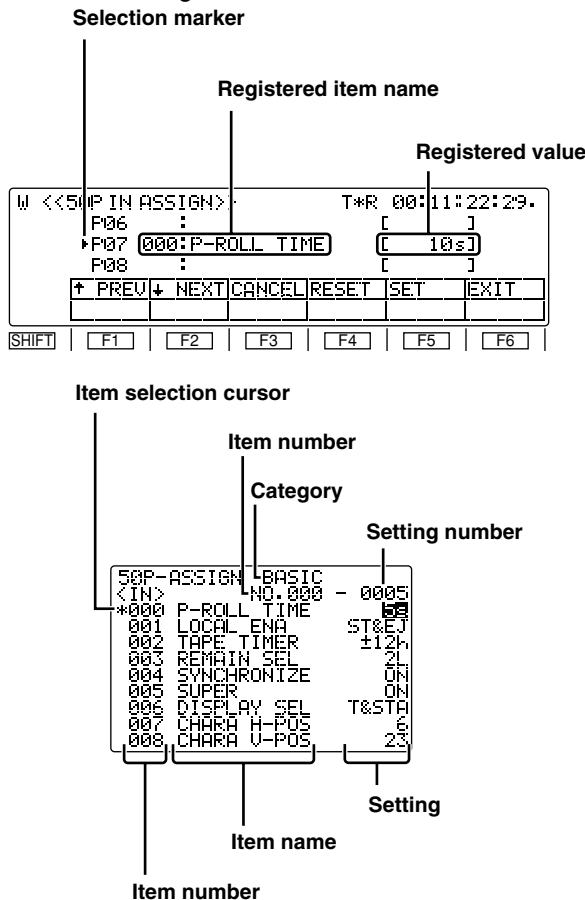 Selection marker
Registered item name
Registered value
W <<50P IN ASSIGN>> T*R 00:11:22:29.
P06 : [ ]
▶P07 000:P-ROLL TIME [ 10s]
P08 : [ ]
↑ PREV ↓ NEXT CANCEL RESET SET EXIT
SHIFT F1 F2 F3 F4 F5 F6
Item selection cursor
Item number
Category
Setting number
50P-ASSIGN BASIC
<IN> NO.000 - 0005
*000 P-ROLL TIME 5s
001 LOCAL ENA ST&EJ
002 TAPE TIMER ±12h
003 REMAIN SEL 2L
004 SYNCHRONIZE ON
005 SUPER ON
006 DISPLAY SEL T&STA
007 CHARA H-POS 6
008 CHARA V-POS 23
Setting
Item name
Item number